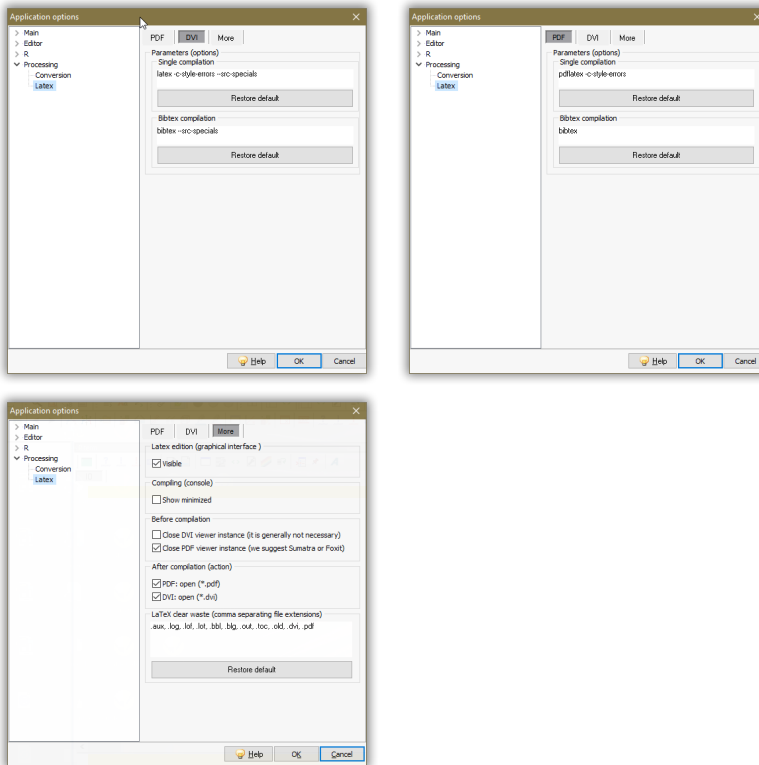 Application options
> Main
> Editor
> R
Processing
Conversion
Latex
PDF DVI More
Parameters (options)
Single compilation
latex -c-style-errors --src-specials
Restore default
Bibtex compilation
bibtex --src-specials
Restore default
Help OK Cancel
Application options
> Main
> Editor
> R
Processing
Conversion
Latex
PDF DVI More
Parameters (options)
Single compilation
pdflatex -c-style-errors
Restore default
Bibtex compilation
bibtex
Restore default
Help OK Cancel
Application options
> Main
> Editor
> R
Processing
Conversion
Latex
PDF DVI More
Latex edition (graphical interface )
Visible
Compiling (console)
Show minimized
Before compilation
Close DVI viewer instance (it is generally not necessary)
Close PDF viewer instance (we suggest Sumatra or Foxit)
After compilation (action)
PDF: open (*.pdf)
DVI: open (*.dvi)
LaTeX clear waste (comma separating file extensions)
.aux, .log, .lof, .lot, .bbl, .blg, .out, .toc, .old, .dvi, .pdf
Restore default
Help OK Cancel